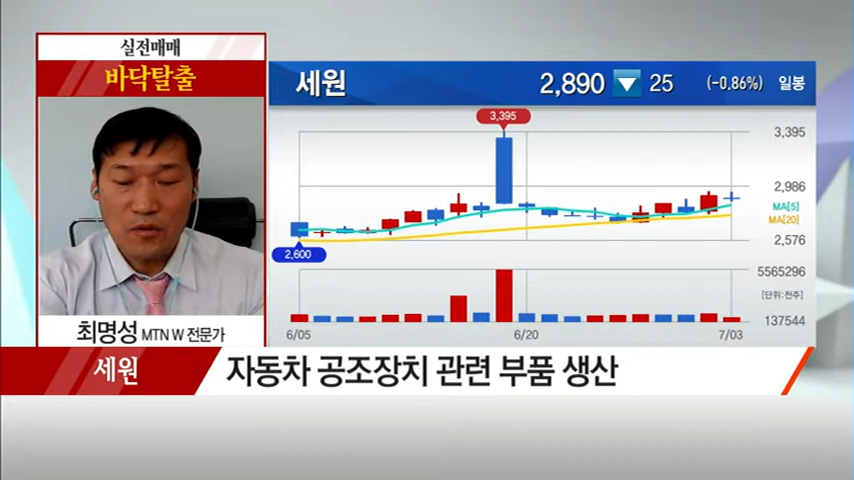 실전매매
바닥탈출
최명성 MTN W 전문가
세원 2,890 ▼ 25 (-0.86%) 일봉
3,395
3,395
2,986
MA[5]
MA[20]
2,576
2,600
5565296
[단위:천주]
137544
6/05 6/20 7/03
세원 자동차 공조장치 관련 부품 생산